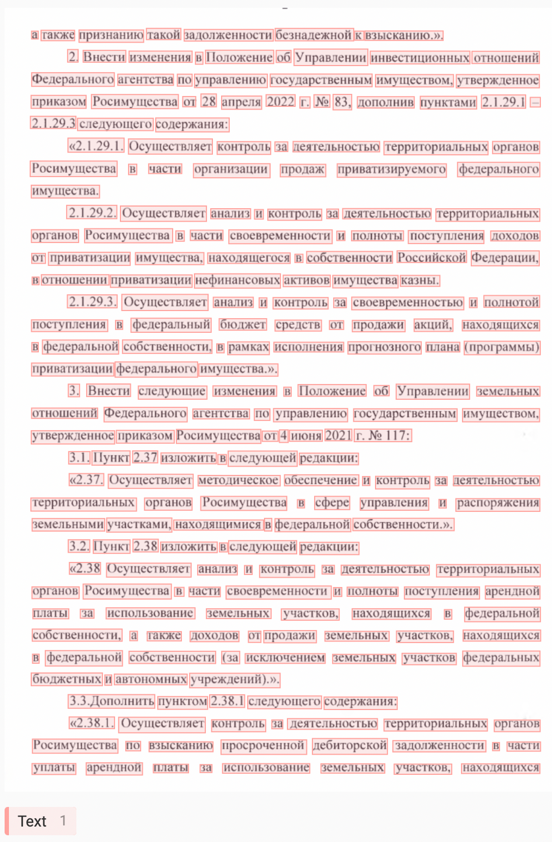 а также признанию такой задолженности безнадежной к взысканию.».
2. Внести изменения в Положение об Управлении инвестиционных отношений
Федерального агентства по управлению государственным имуществом, утвержденное
приказом Росимущества от 28 апреля 2022 г. № 83, дополнив пунктами 2.1.29.1 –
2.1.29.3 следующего содержания:
«2.1.29.1. Осуществляет контроль за деятельностью территориальных органов
Росимущества в части организации продаж приватизируемого федерального
имущества.
2.1.29.2. Осуществляет анализ и контроль за деятельностью территориальных
органов Росимущества в части своевременности и полноты поступления доходов
от приватизации имущества, находящегося в собственности Российской Федерации,
в отношении приватизации нефинансовых активов имущества казны.
2.1.29.3. Осуществляет анализ и контроль за своевременностью и полнотой
поступления в федеральный бюджет средств от продажи акций, находящихся
в федеральной собственности, в рамках исполнения прогнозного плана (программы)
приватизации федерального имущества.».
3. Внести следующие изменения в Положение об Управлении земельных
отношений Федерального агентства по управлению государственным имуществом,
утвержденное приказом Росимущества от 4 июня 2021 г. № 117:
3.1. Пункт 2.37 изложить в следующей редакции:
«2.37. Осуществляет методическое обеспечение и контроль за деятельностью
территориальных органов Росимущества в сфере управления и распоряжения
земельными участками, находящимися в федеральной собственности.».
3.2. Пункт 2.38 изложить в следующей редакции:
«2.38 Осуществляет анализ и контроль за деятельностью территориальных
органов Росимущества в части своевременности и полноты поступления арендной
платы за использование земельных участков, находящихся в федеральной
собственности, а также доходов от продажи земельных участков, находящихся
в федеральной собственности (за исключением земельных участков федеральных
бюджетных и автономных учреждений).».
3.3.Дополнить пунктом 2.38.1 следующего содержания:
«2.38.1. Осуществляет контроль за деятельностью территориальных органов
Росимущества по взысканию просроченной дебиторской задолженности в части
уплаты арендной платы за использование земельных участков, находящихся
Text 1